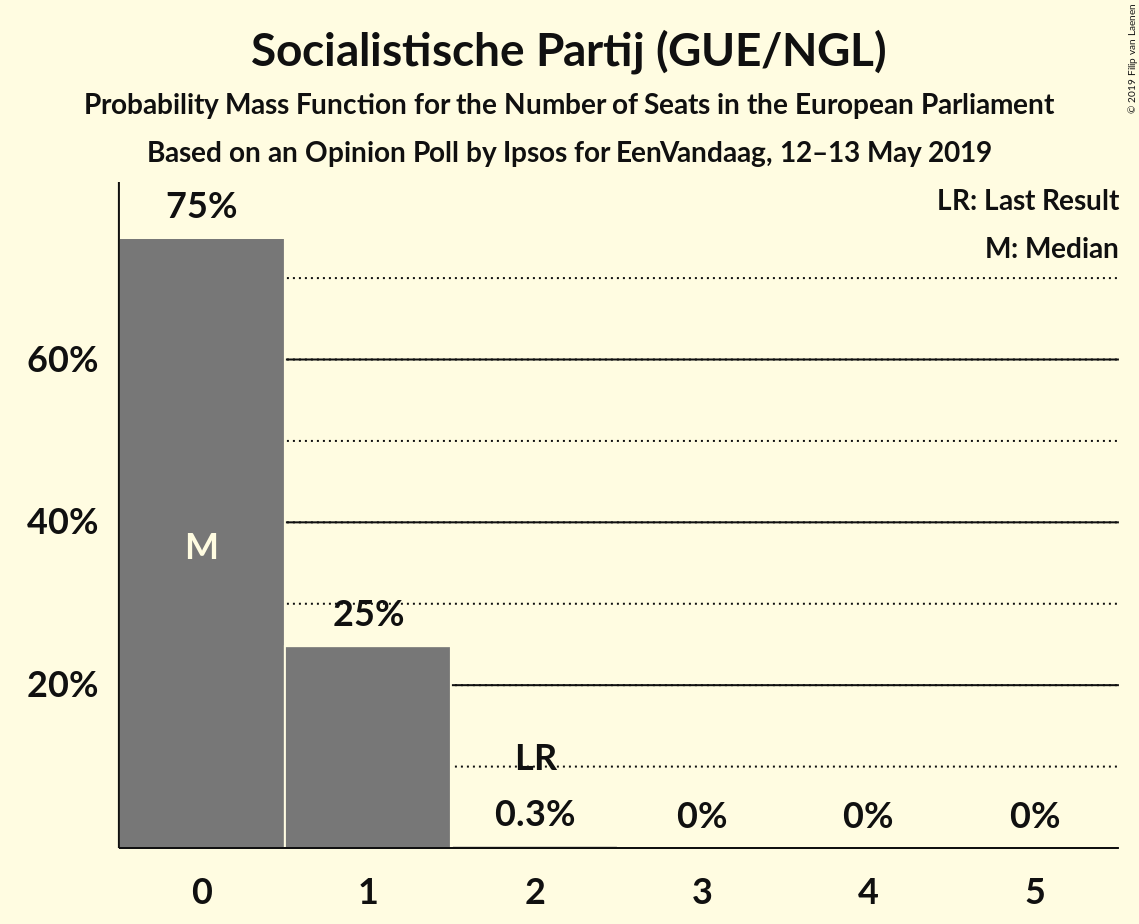 Socialistische Partij (GUE/NGL)
Probability Mass Function for the Number of Seats in the European Parliament
Based on an Opinion Poll by Ipsos for EenVandaag, 12–13 May 2019
© 2019 Filip van Laenen
LR: Last Result
M: Median
75%
60%
40%
M
25%
20%
LR
0.3%
0%
0%
0%
0
1
2
3
4
5